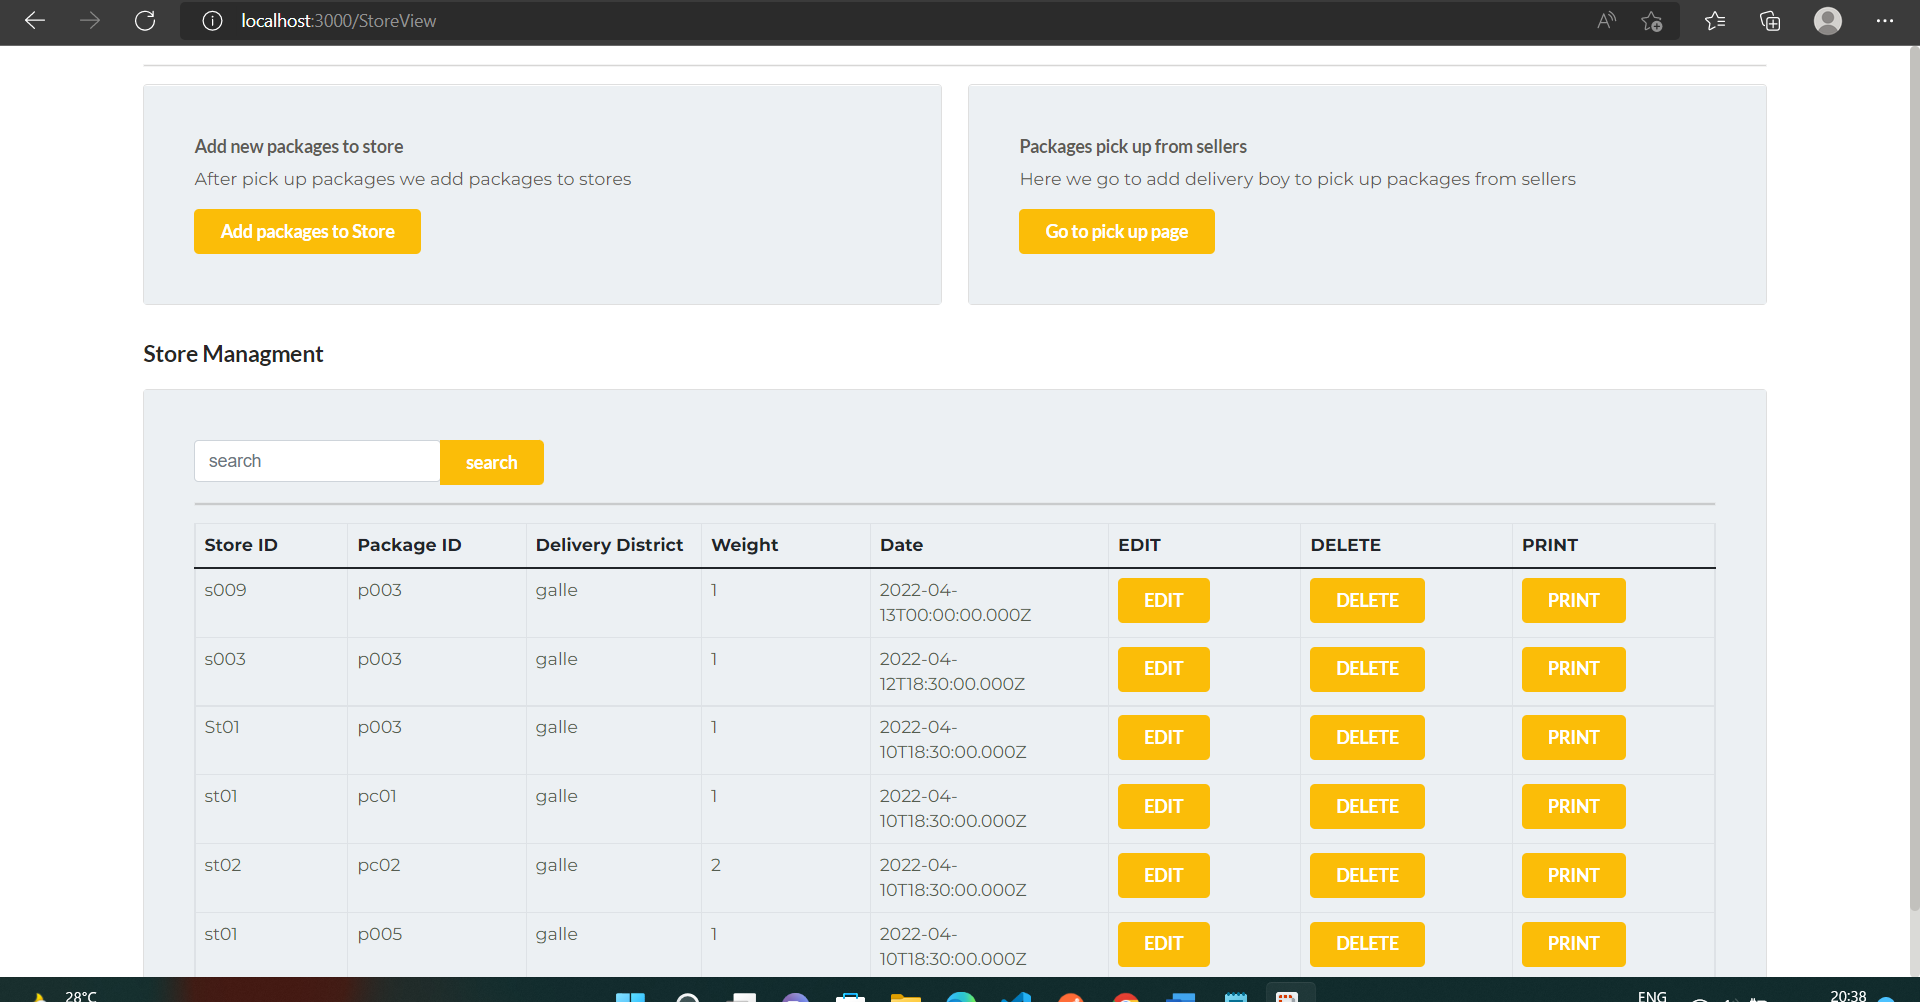 localhost:3000/StoreView
Add new packages to store
After pick up packages we add packages to stores
Add packages to Store
Packages pick up from sellers
Here we go to add delivery boy to pick up packages from sellers
Go to pick up page
Store Managment
search search
Store ID Package ID Delivery District Weight Date EDIT DELETE PRINT
s009 p003 galle 1 2022-04-
13T00:00:00.000Z EDIT DELETE PRINT
s003 p003 galle 1 2022-04-
12T18:30:00.000Z EDIT DELETE PRINT
St01 p003 galle 1 2022-04-
10T18:30:00.000Z EDIT DELETE PRINT
st01 pc01 galle 1 2022-04-
10T18:30:00.000Z EDIT DELETE PRINT
st02 pc02 galle 2 2022-04-
10T18:30:00.000Z EDIT DELETE PRINT
st01 p005 galle 1 2022-04-
10T18:30:00.000Z EDIT DELETE PRINT
28°C ENG 20:38